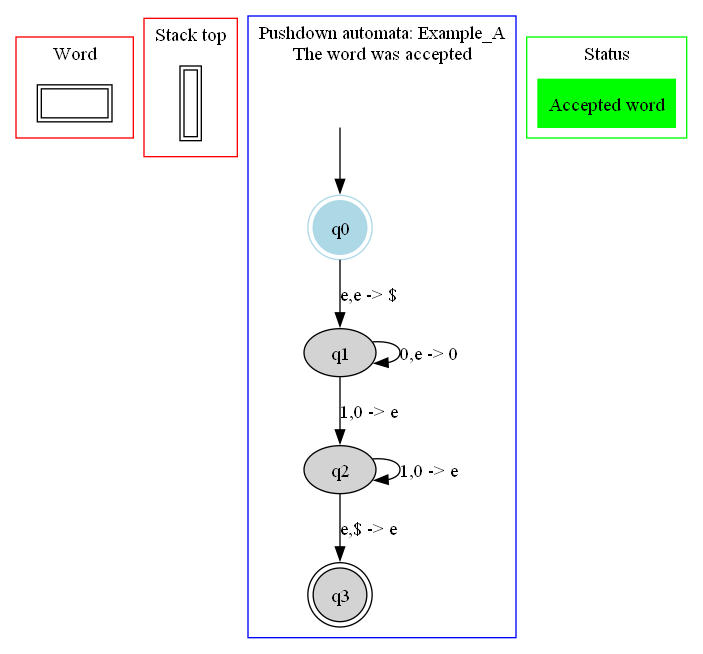 Word
Stack top
Pushdown automata: Example_A
The word was accepted
q0
e,e -> $
q1
0,e -> 0
1,0 -> e
q2
1,0 -> e
e,$ -> e
q3
Status
Accepted word